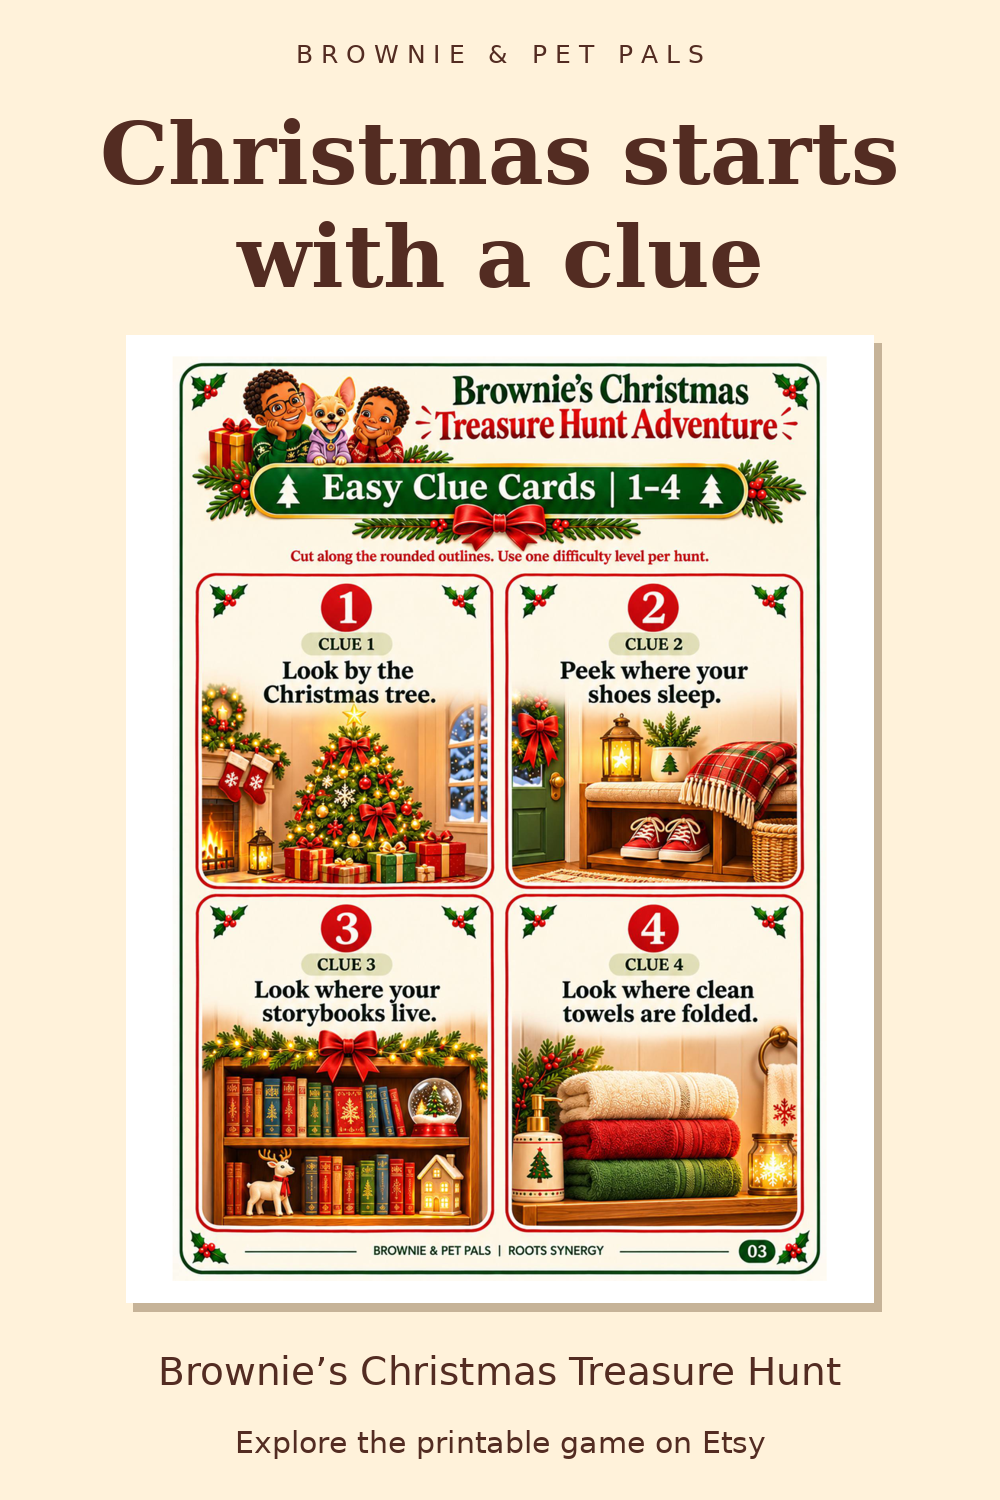 BROWNIE & PET PALS
Christmas starts
with a clue
Brownie’s Christmas
Treasure Hunt Adventure
Easy Clue Cards | 1–4
Cut along the rounded outlines. Use one difficulty level per hunt.
1
CLUE 1
Look by the
Christmas tree.
2
CLUE 2
Peek where your
shoes sleep.
3
CLUE 3
Look where your
storybooks live.
4
CLUE 4
Look where clean
towels are folded.
BROWNIE & PET PALS | ROOTS SYNERGY
03
Brownie’s Christmas Treasure Hunt
Explore the printable game on Etsy